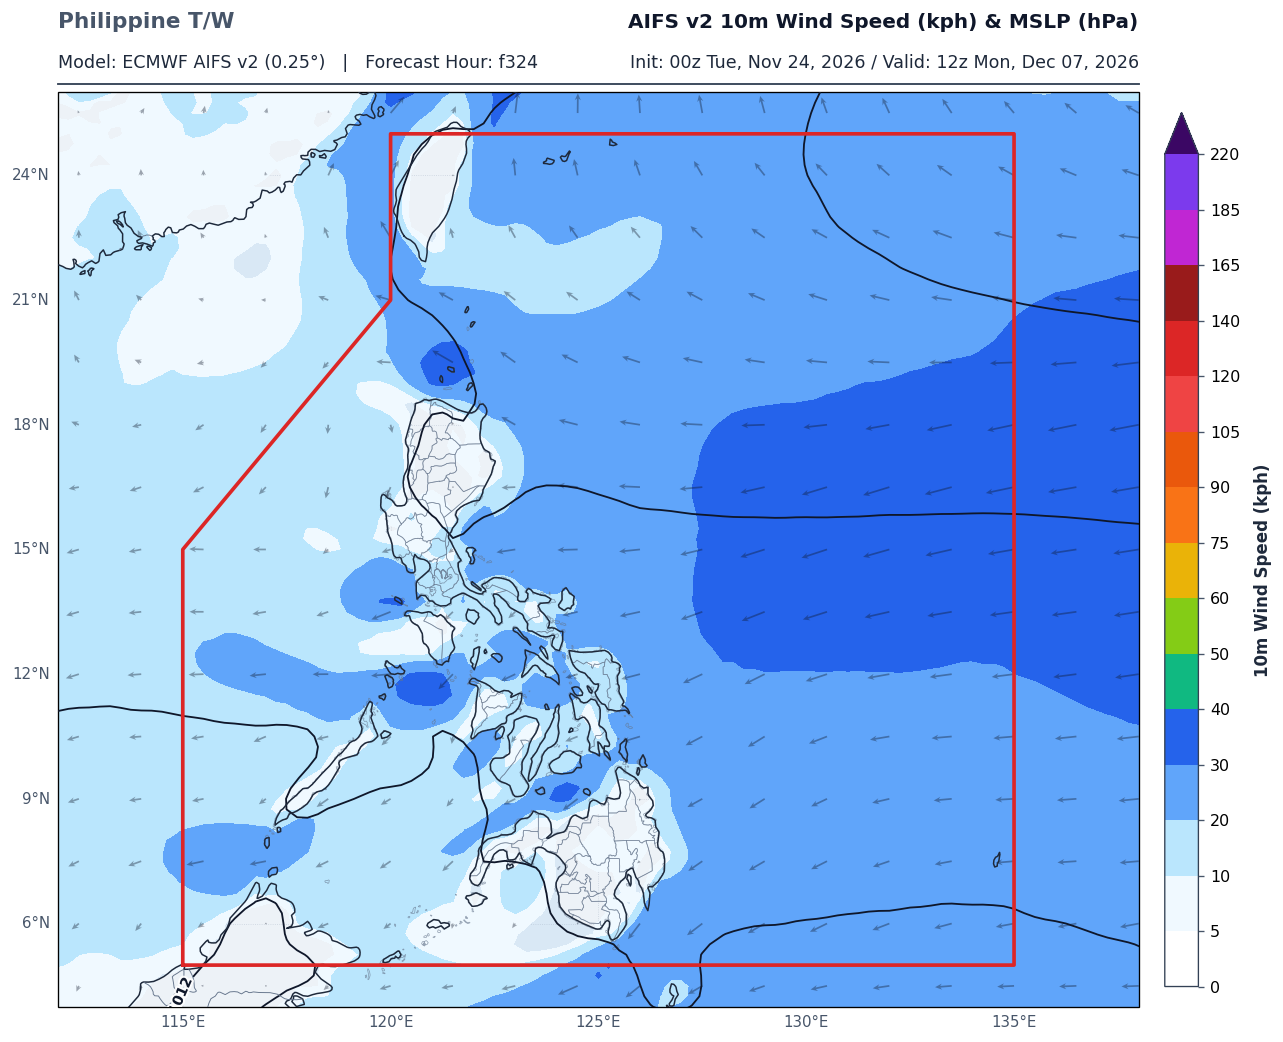 Philippine T/W
AIFS v2 10m Wind Speed (kph) & MSLP (hPa)
Model: ECMWF AIFS v2 (0.25°) | Forecast Hour: f324
Init: 00z Tue, Nov 24, 2026 / Valid: 12z Mon, Dec 07, 2026
24°N
21°N
18°N
15°N
12°N
9°N
6°N
115°E
120°E
125°E
130°E
135°E
012
220
185
165
140
120
105
90
75
60
50
40
30
20
10
5
0
10m Wind Speed (kph)